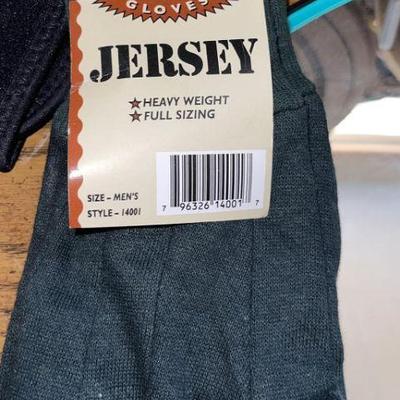 GLOVES
JERSEY
★HEAVY WEIGHT
★FULL SIZING
SIZE – MEN'S
STYLE – 14001
7 96326 14001 7